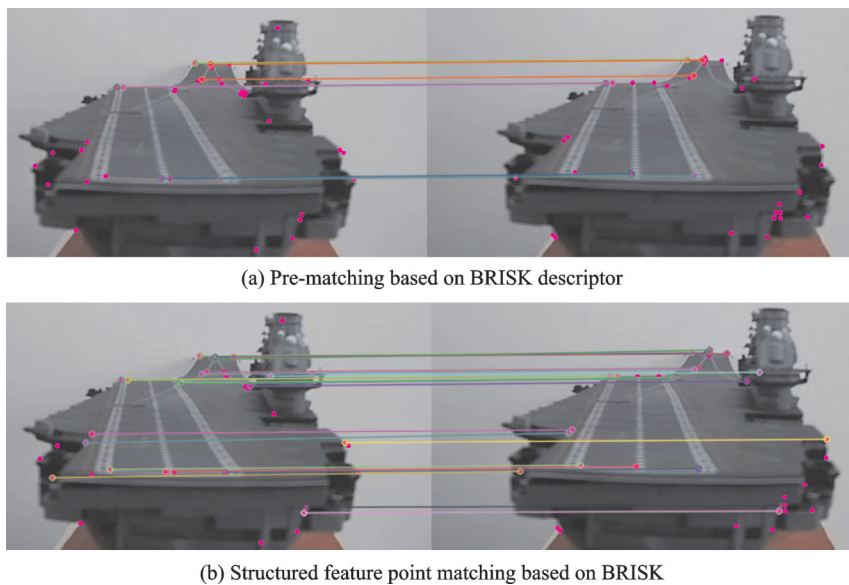 (a) Pre-matching based on BRISK descriptor
(b) Structured feature point matching based on BRISK